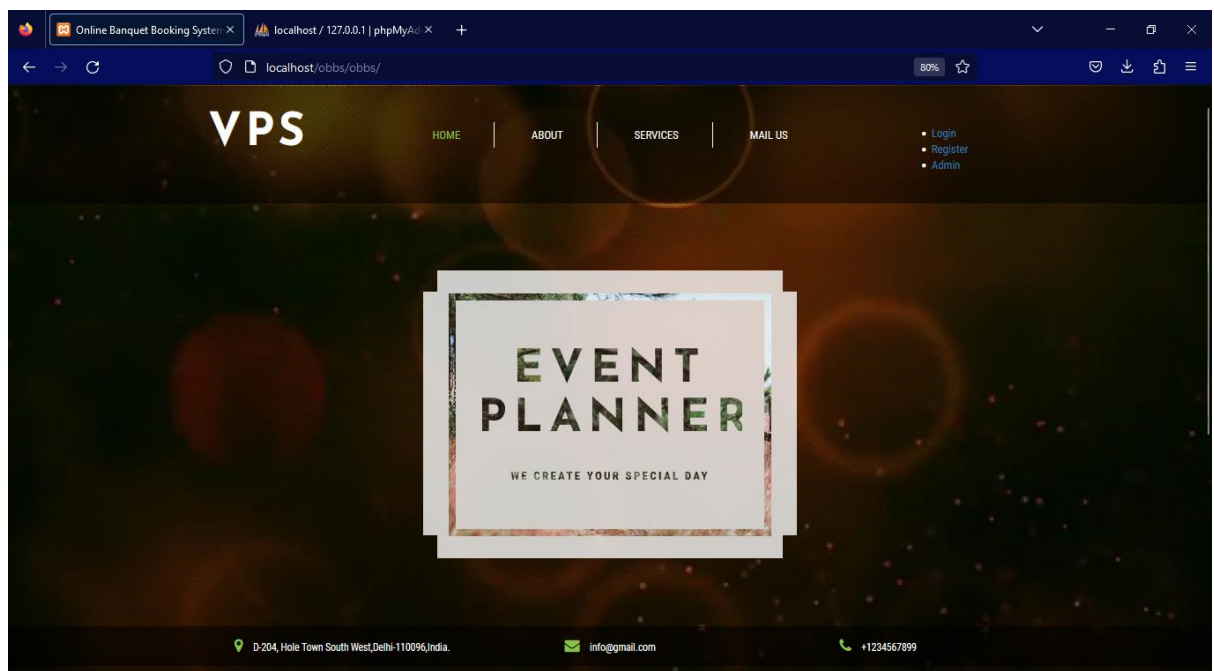 Online Banquet Booking System
localhost / 127.0.0.1 | phpMyAd
localhost/obbs/obbs/
80%
VPS
HOME
ABOUT
SERVICES
MAIL US
Login
Register
Admin
EVENT
PLANNER
WE CREATE YOUR SPECIAL DAY
D-204, Hole Town South West,Delhi-110096,India.
info@gmail.com
+1234567899